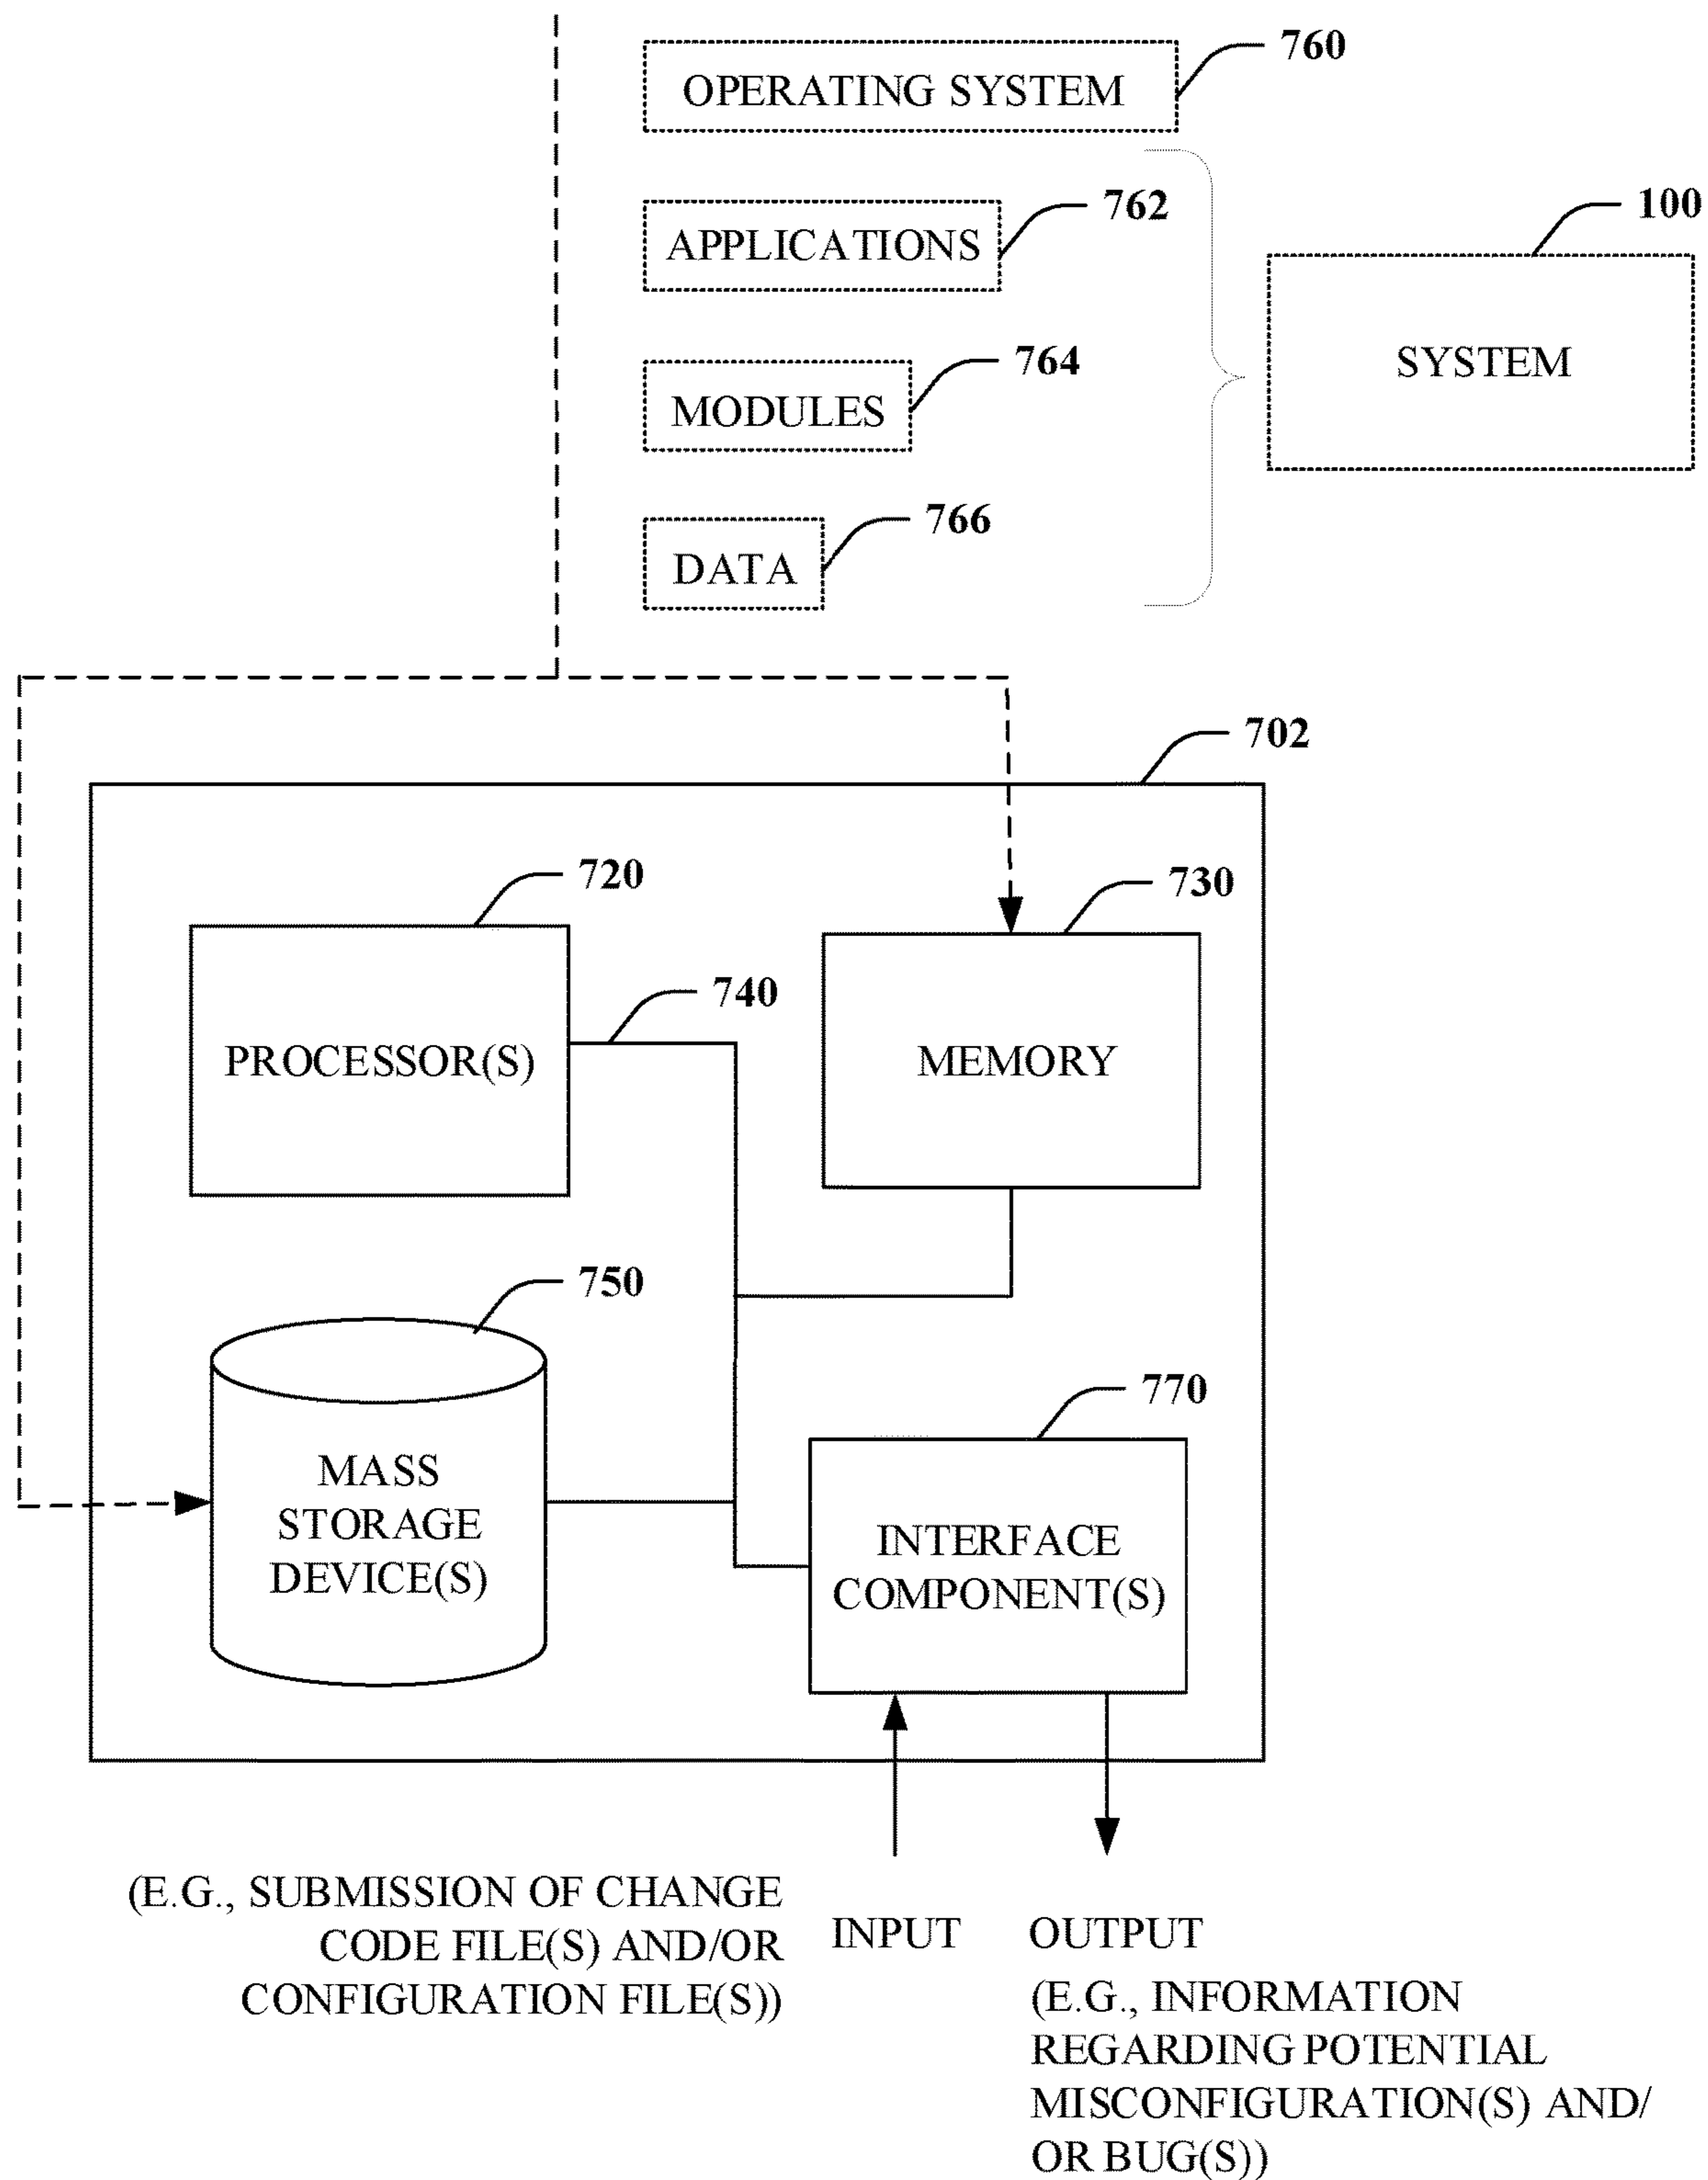 760
OPERATING SYSTEM
762
APPLICATIONS
100
SYSTEM
764
MODULES
766
DATA
702
720
PROCESSOR(S)
730
MEMORY
740
750
MASS
STORAGE
DEVICE(S)
770
INTERFACE
COMPONENT(S)
(E.G., SUBMISSION OF CHANGE
CODE FILE(S) AND/OR
CONFIGURATION FILE(S))
INPUT
OUTPUT
(E.G., INFORMATION
REGARDING POTENTIAL
MISCONFIGURATION(S) AND/
OR BUG(S))